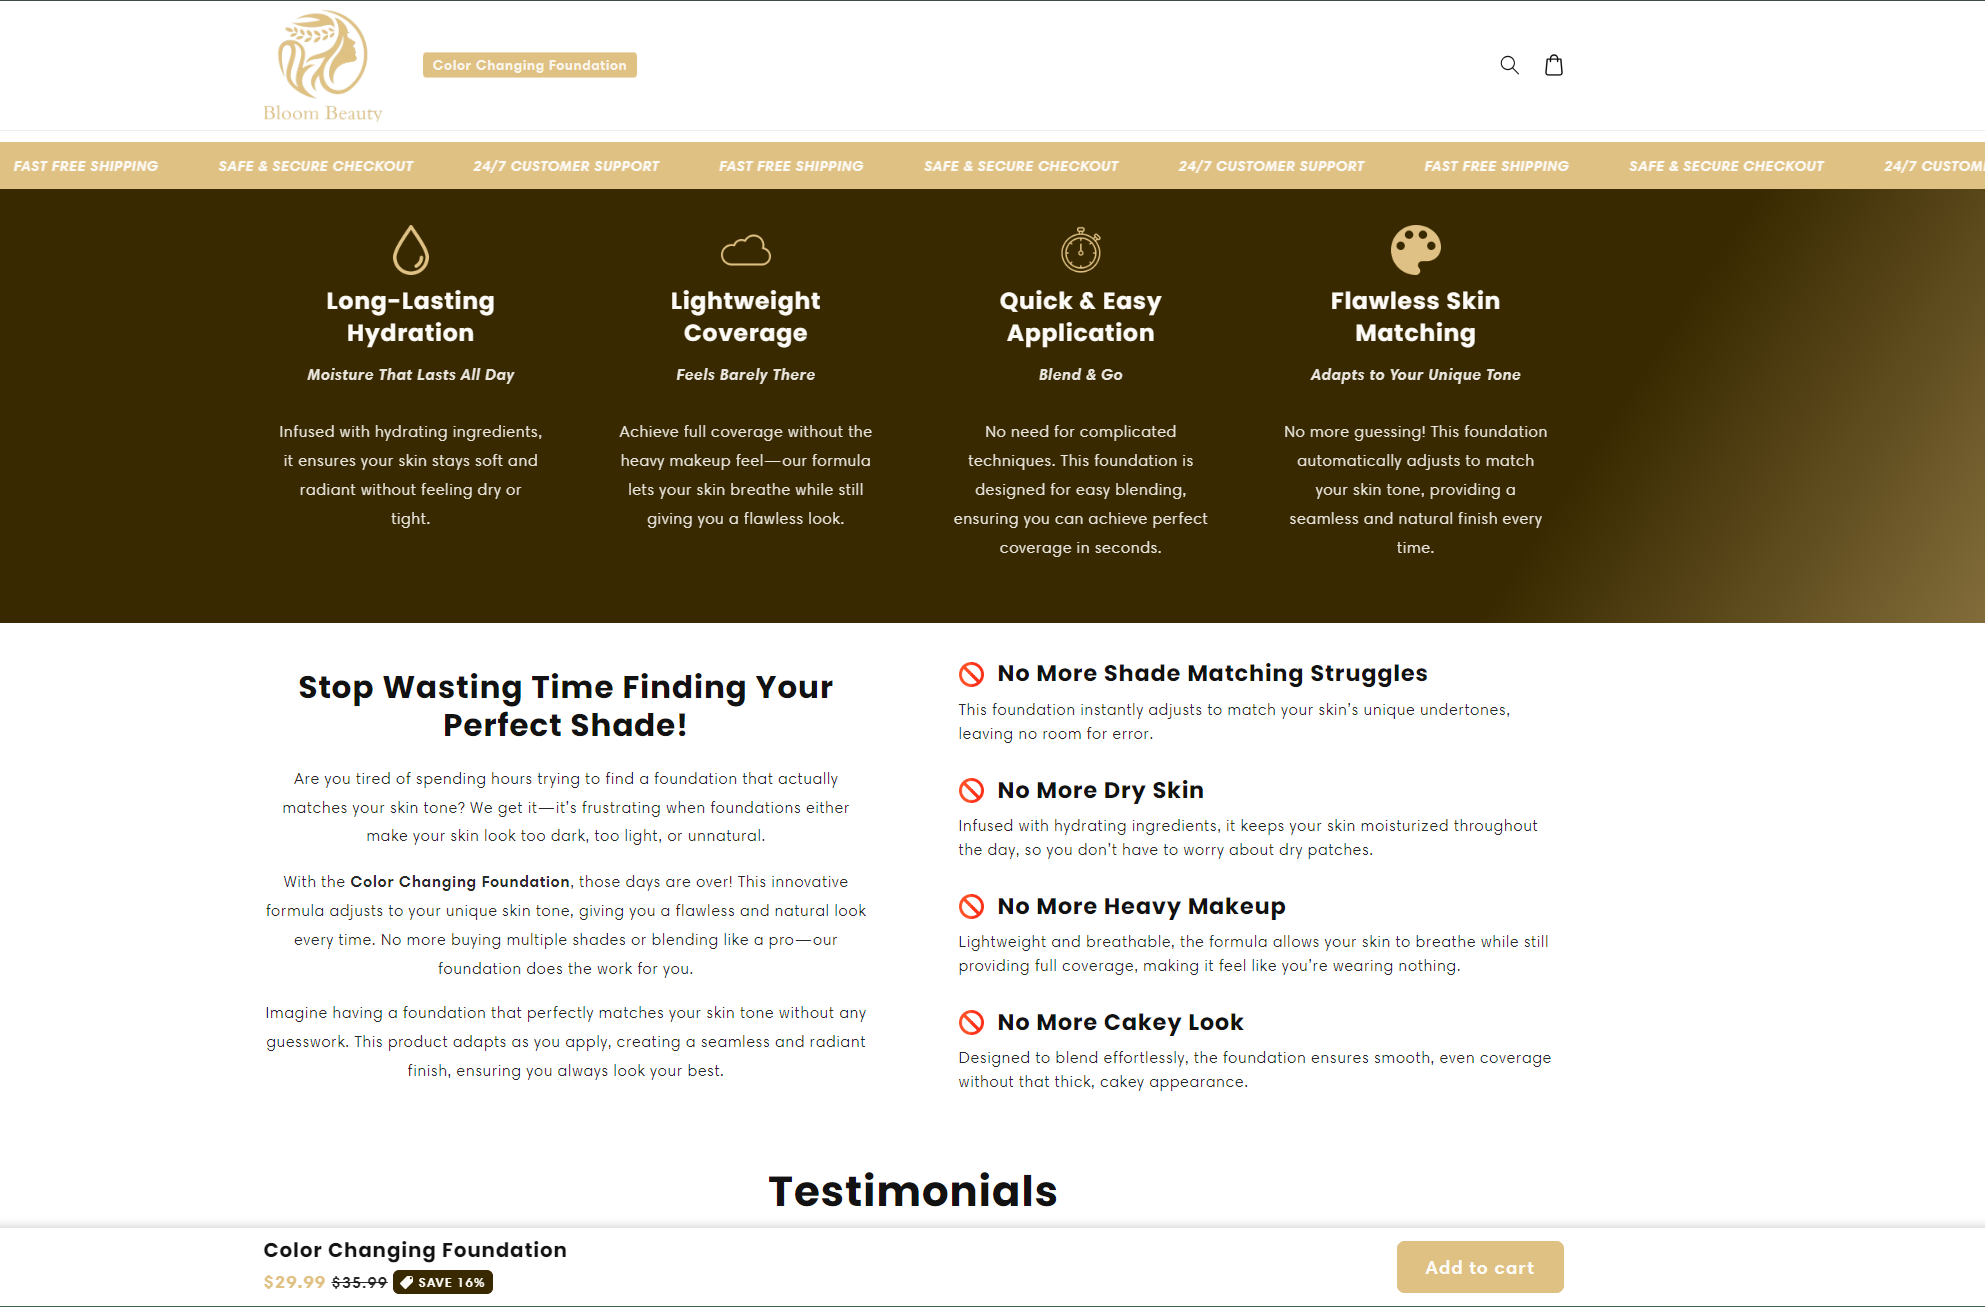 Bloom Beauty
Color Changing Foundation
FAST FREE SHIPPING SAFE & SECURE CHECKOUT 24/7 CUSTOMER SUPPORT FAST FREE SHIPPING SAFE & SECURE CHECKOUT 24/7 CUSTOMER SUPPORT FAST FREE SHIPPING SAFE & SECURE CHECKOUT 24/7 CUSTOM
Long-Lasting
Hydration
Moisture That Lasts All Day
Infused with hydrating ingredients,
it ensures your skin stays soft and
radiant without feeling dry or
tight.
Lightweight
Coverage
Feels Barely There
Achieve full coverage without the
heavy makeup feel—our formula
lets your skin breathe while still
giving you a flawless look.
Quick & Easy
Application
Blend & Go
No need for complicated
techniques. This foundation is
designed for easy blending,
ensuring you can achieve perfect
coverage in seconds.
Flawless Skin
Matching
Adapts to Your Unique Tone
No more guessing! This foundation
automatically adjusts to match
your skin tone, providing a
seamless and natural finish every
time.
Stop Wasting Time Finding Your
Perfect Shade!
Are you tired of spending hours trying to find a foundation that actually
matches your skin tone? We get it—it's frustrating when foundations either
make your skin look too dark, too light, or unnatural.
With the Color Changing Foundation, those days are over! This innovative
formula adjusts to your unique skin tone, giving you a flawless and natural look
every time. No more buying multiple shades or blending like a pro—our
foundation does the work for you.
Imagine having a foundation that perfectly matches your skin tone without any
guesswork. This product adapts as you apply, creating a seamless and radiant
finish, ensuring you always look your best.
No More Shade Matching Struggles
This foundation instantly adjusts to match your skin's unique undertones,
leaving no room for error.
No More Dry Skin
Infused with hydrating ingredients, it keeps your skin moisturized throughout
the day, so you don't have to worry about dry patches.
No More Heavy Makeup
Lightweight and breathable, the formula allows your skin to breathe while still
providing full coverage, making it feel like you're wearing nothing.
No More Cakey Look
Designed to blend effortlessly, the foundation ensures smooth, even coverage
without that thick, cakey appearance.
Testimonials
Color Changing Foundation
$29.99 $35.99 SAVE 16%
Add to cart